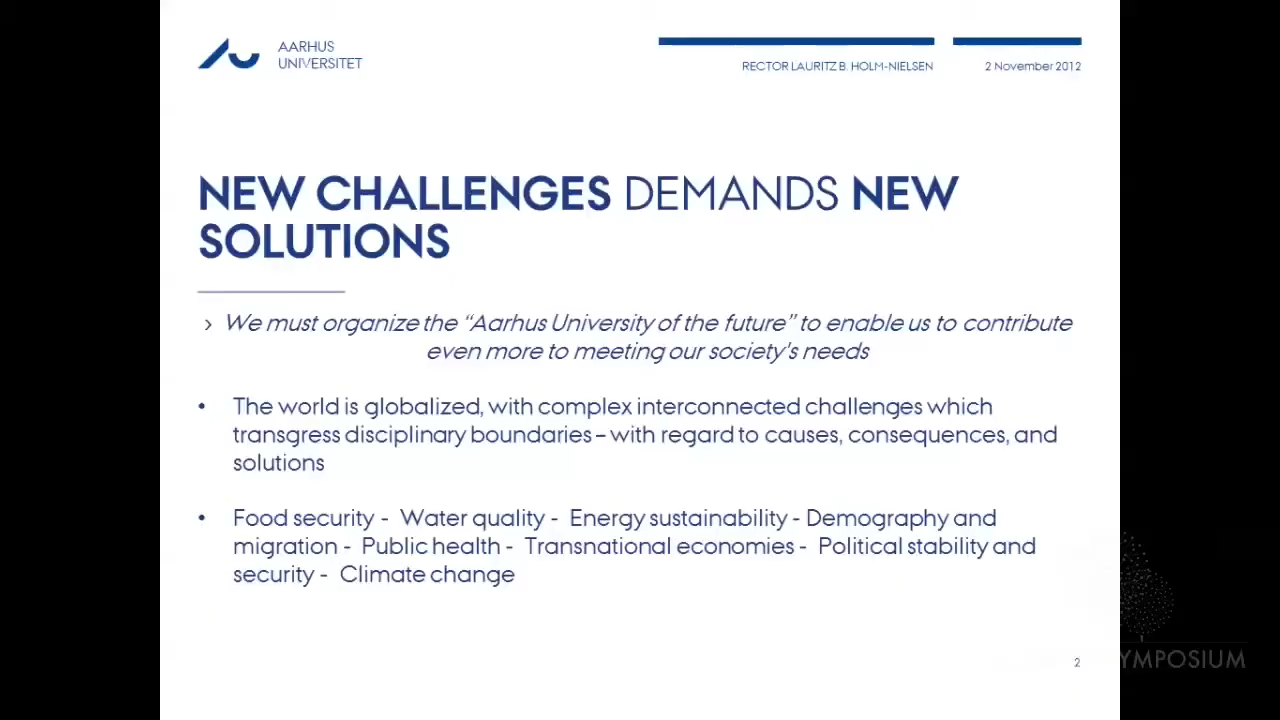 AARHUS
UNIVERSITET
RECTOR LAURITZ B. HOLM-NIELSEN
2 November 2012
NEW CHALLENGES DEMANDS NEW
SOLUTIONS
› We must organize the “Aarhus University of the future” to enable us to contribute
even more to meeting our society's needs
• The world is globalized, with complex interconnected challenges which
transgress disciplinary boundaries – with regard to causes, consequences, and
solutions
• Food security - Water quality - Energy sustainability - Demography and
migration - Public health - Transnational economies - Political stability and
security - Climate change
2
YMPOSIUM